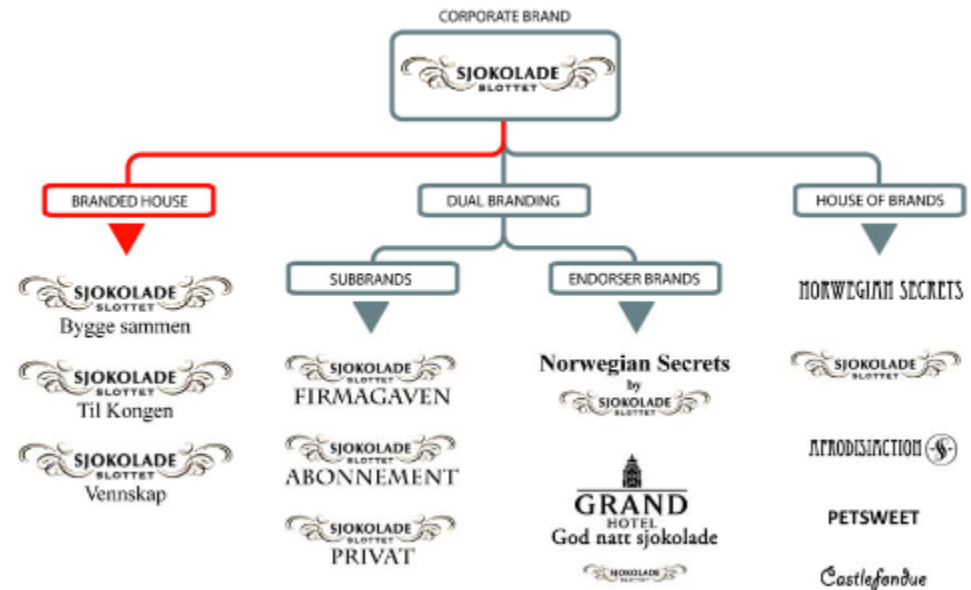 CORPORATE BRAND
SJOKOLADE
SLOTTET
BRANDED HOUSE
DUAL BRANDING
HOUSE OF BRANDS
SUBBRANDS
ENDORSER BRANDS
SJOKOLADE
SLOTTET
Bygge sammen
SJOKOLADE
SLOTTET
Til Kongen
SJOKOLADE
SLOTTET
Vennskap
SJOKOLADE
SLOTTET
FIRMAGAVEN
SJOKOLADE
SLOTTET
ABONNEMENT
SJOKOLADE
SLOTTET
PRIVAT
Norwegian Secrets
by
SJOKOLADE
SLOTTET
GRAND
HOTEL
God natt sjokolade
SJOKOLADE
SLOTTET
NORWEGIAN SECRETS
SJOKOLADE
SLOTTET
AFRODISIACTION
PETSWEET
Castlefondue